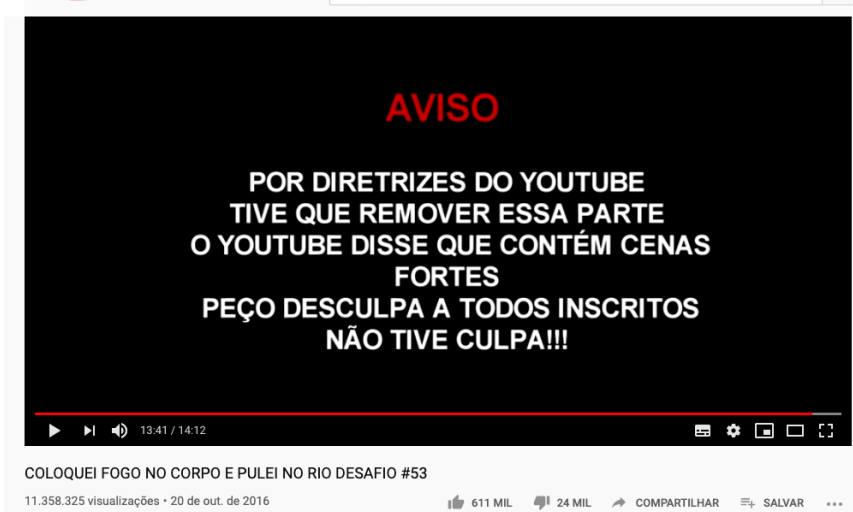 AVISO
POR DIRETRIZES DO YOUTUBE
TIVE QUE REMOVER ESSA PARTE
O YOUTUBE DISSE QUE CONTÉM CENAS
FORTES
PEÇO DESCULPA A TODOS INSCRITOS
NÃO TIVE CULPA!!!
13:41 / 14:12
COLOQUEI FOGO NO CORPO E PULEI NO RIO DESAFIO #53
11.358.325 visualizações • 20 de out. de 2016 611 MIL 24 MIL COMPARTILHAR SALVAR